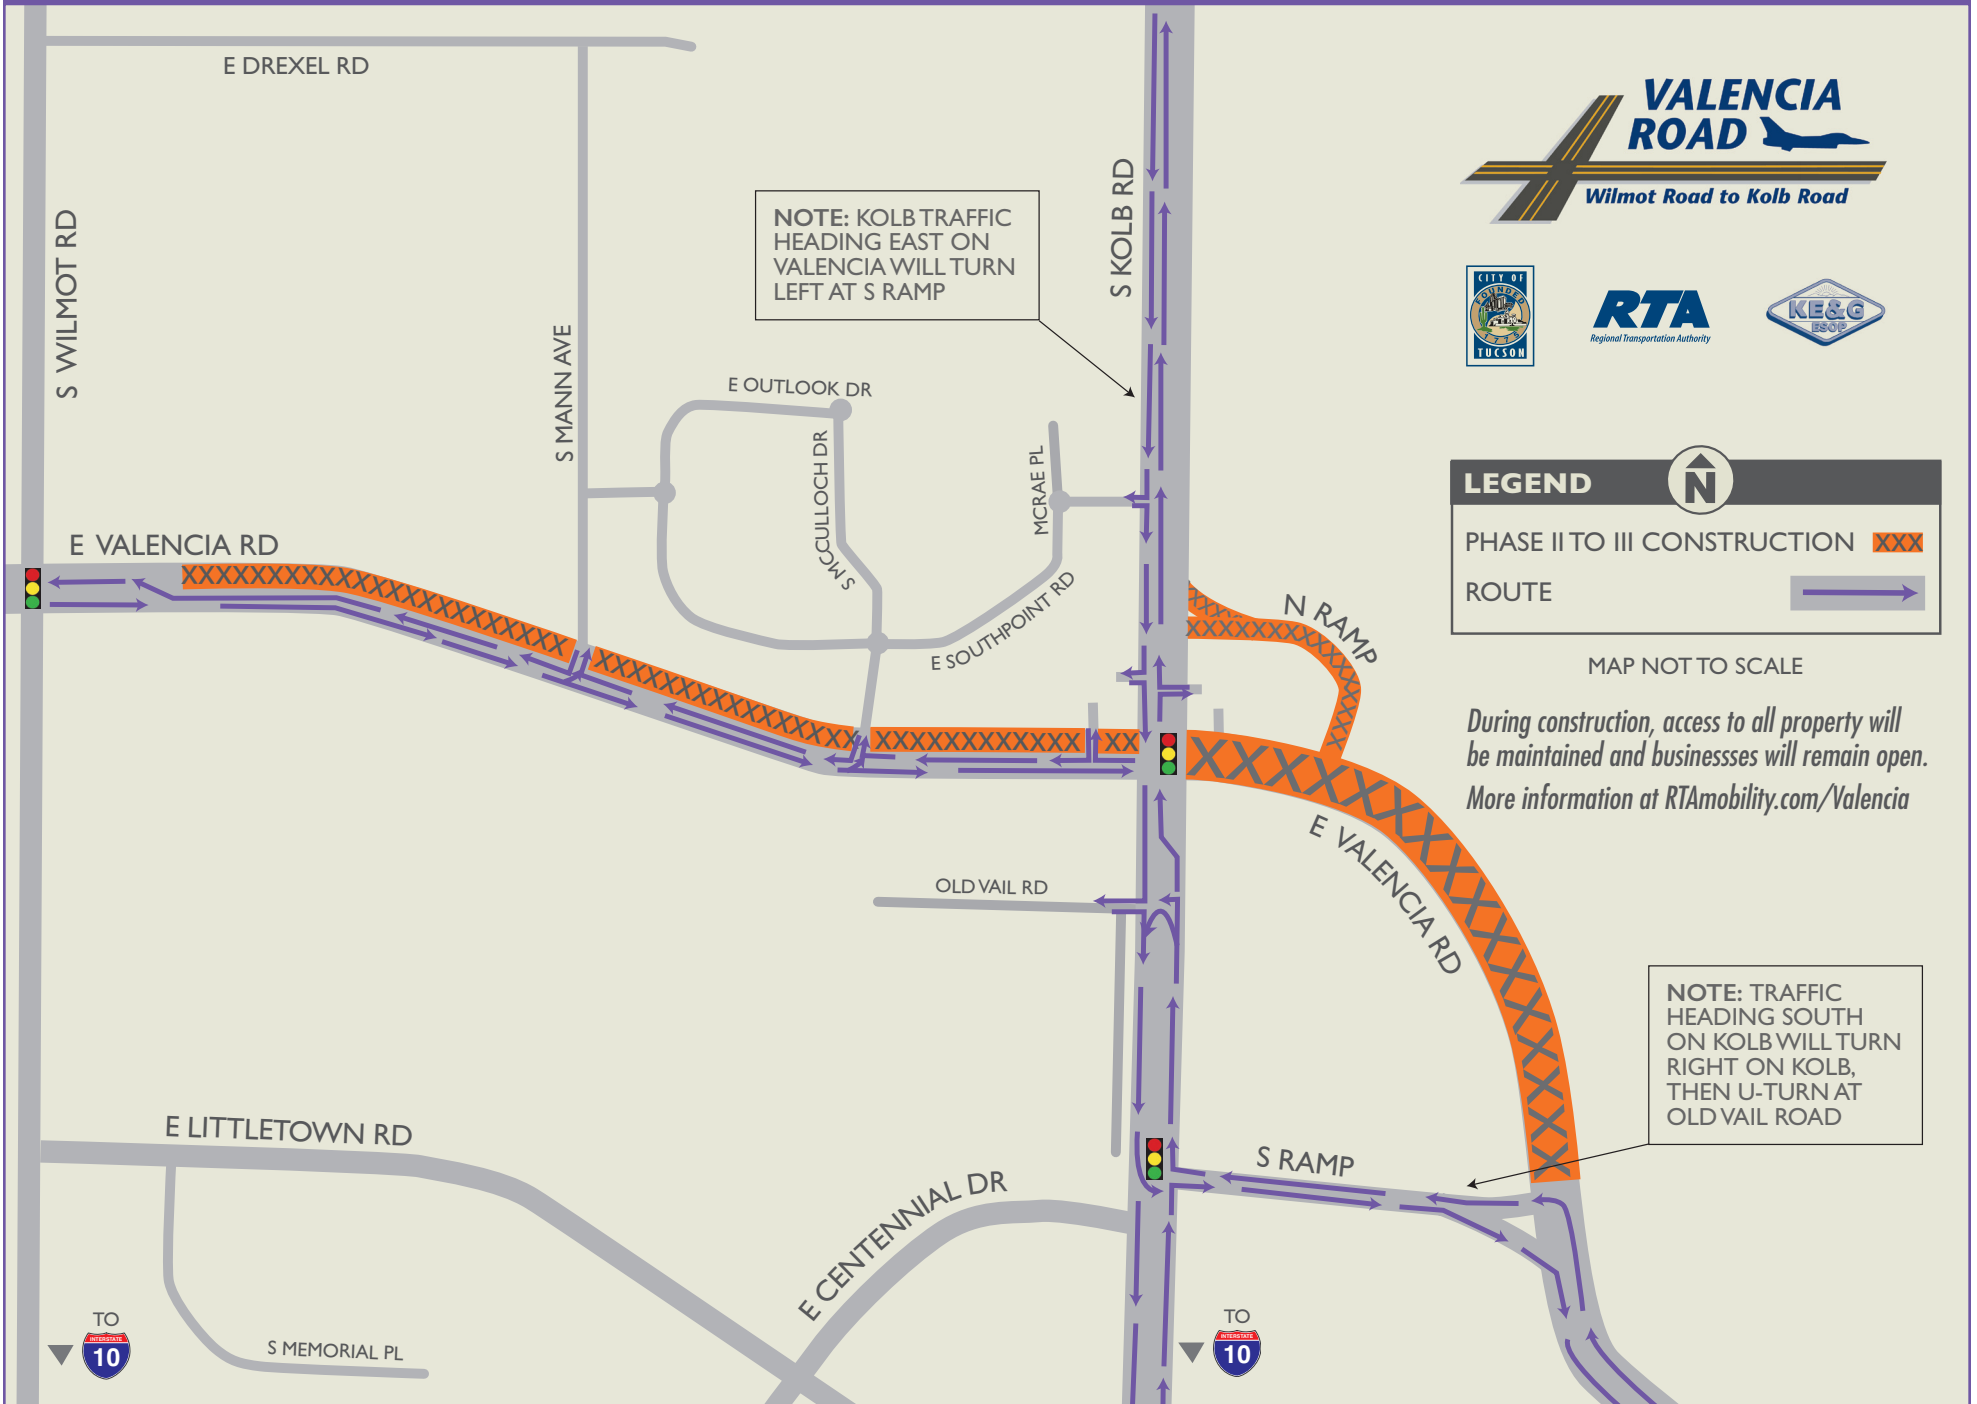 E DREXEL RD
S WILMOT RD
S MANN AVE
S KOLB RD
VALENCIA
ROAD
Wilmot Road to Kolb Road
NOTE: KOLB TRAFFIC
HEADING EAST ON
VALENCIA WILL TURN
LEFT AT S RAMP
CITY OF
FOUNDED
1775
TUCSON
RTA
Regional Transportation Authority
KE&G
ESOP
E OUTLOOK DR
S MCCULLOCH DR
MCRAE PL
E SOUTHPOINT RD
LEGEND
N
PHASE II TO III CONSTRUCTION XXX
ROUTE
MAP NOT TO SCALE
During construction, access to all property will
be maintained and businessses will remain open.
More information at RTAmobility.com/Valencia
E VALENCIA RD
N RAMP
E VALENCIA RD
OLD VAIL RD
NOTE: TRAFFIC
HEADING SOUTH
ON KOLB WILL TURN
RIGHT ON KOLB,
THEN U-TURN AT
OLD VAIL ROAD
E LITTLETOWN RD
S RAMP
E CENTENNIAL DR
S MEMORIAL PL
TO
INTERSTATE
10
TO
INTERSTATE
10